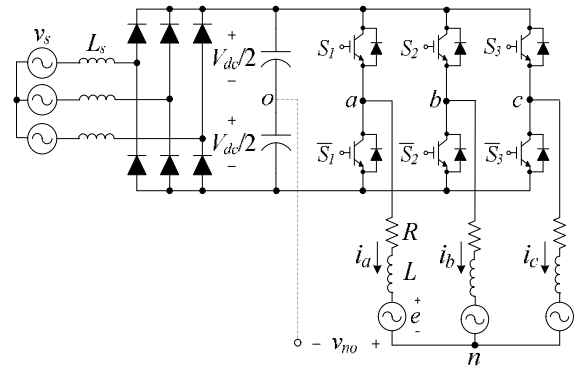 v_s
L_s
+
V_dc/2
−
o
+
V_dc/2
−
S_1
S_2
S_3
a
b
c
S̅_1
S̅_2
S̅_3
R
i_a
L
i_b
i_c
+
e
-
− v_no +
n